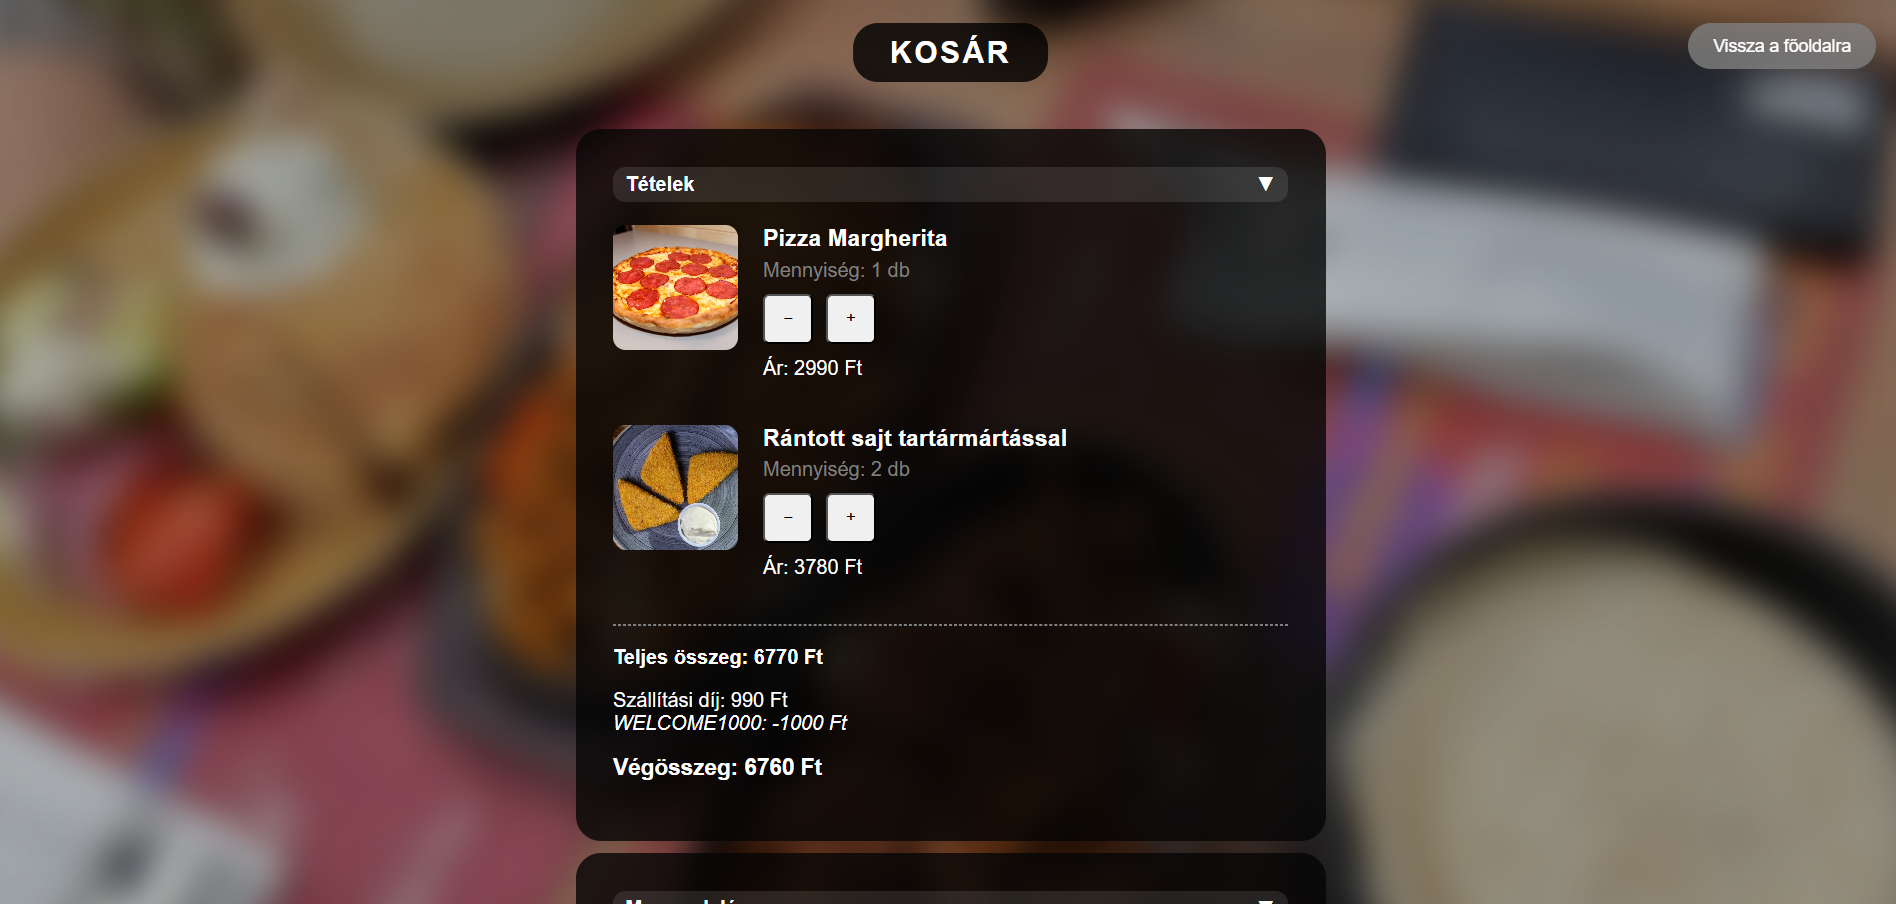 KOSÁR
Vissza a főoldalra
Tételek ▼
Pizza Margherita
Mennyiség: 1 db
− +
Ár: 2990 Ft
Rántott sajt tartármártással
Mennyiség: 2 db
− +
Ár: 3780 Ft
Teljes összeg: 6770 Ft
Szállítási díj: 990 Ft
WELCOME1000: -1000 Ft
Végösszeg: 6760 Ft